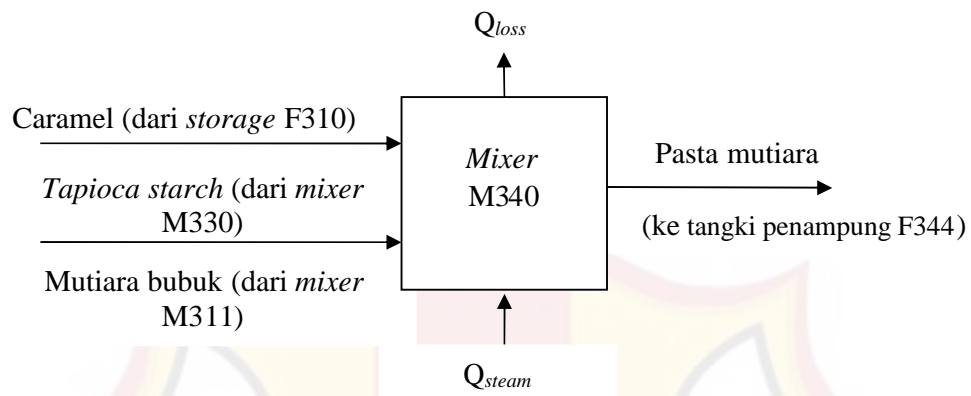 Qloss
Caramel (dari storage F310)
Tapioca starch (dari mixer
M330)
Mutiara bubuk (dari mixer
M311)
Mixer
M340
Pasta mutiara
(ke tangki penampung F344)
Qsteam